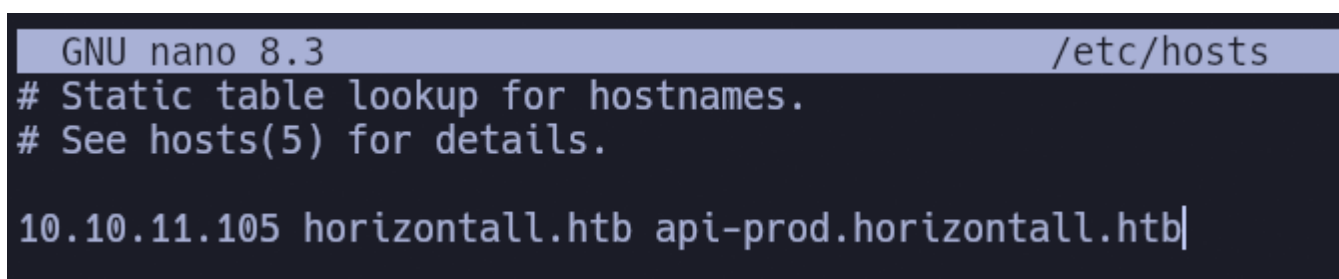 GNU nano 8.3 /etc/hosts
# Static table lookup for hostnames.
# See hosts(5) for details.
10.10.11.105 horizontall.htb api-prod.horizontall.htb